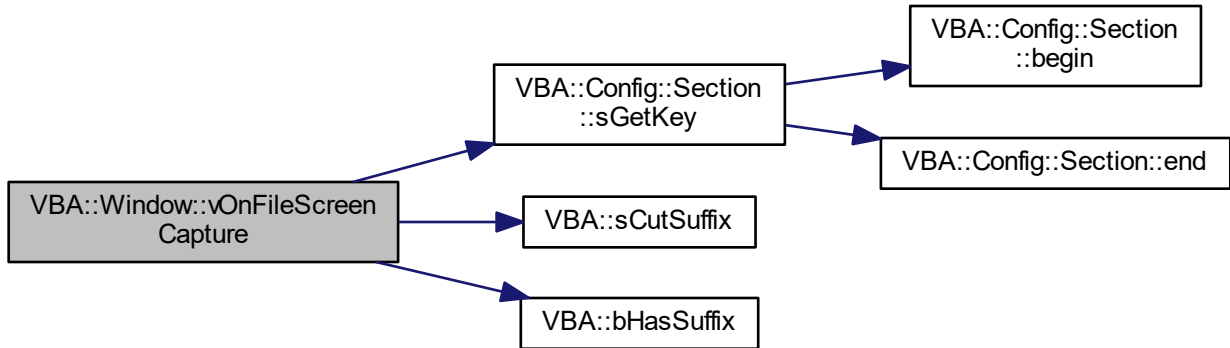 VBA::Config::Section
::begin
VBA::Config::Section
::sGetKey
VBA::Config::Section::end
VBA::Window::vOnFileScreen
Capture
VBA::sCutSuffix
VBA::bHasSuffix